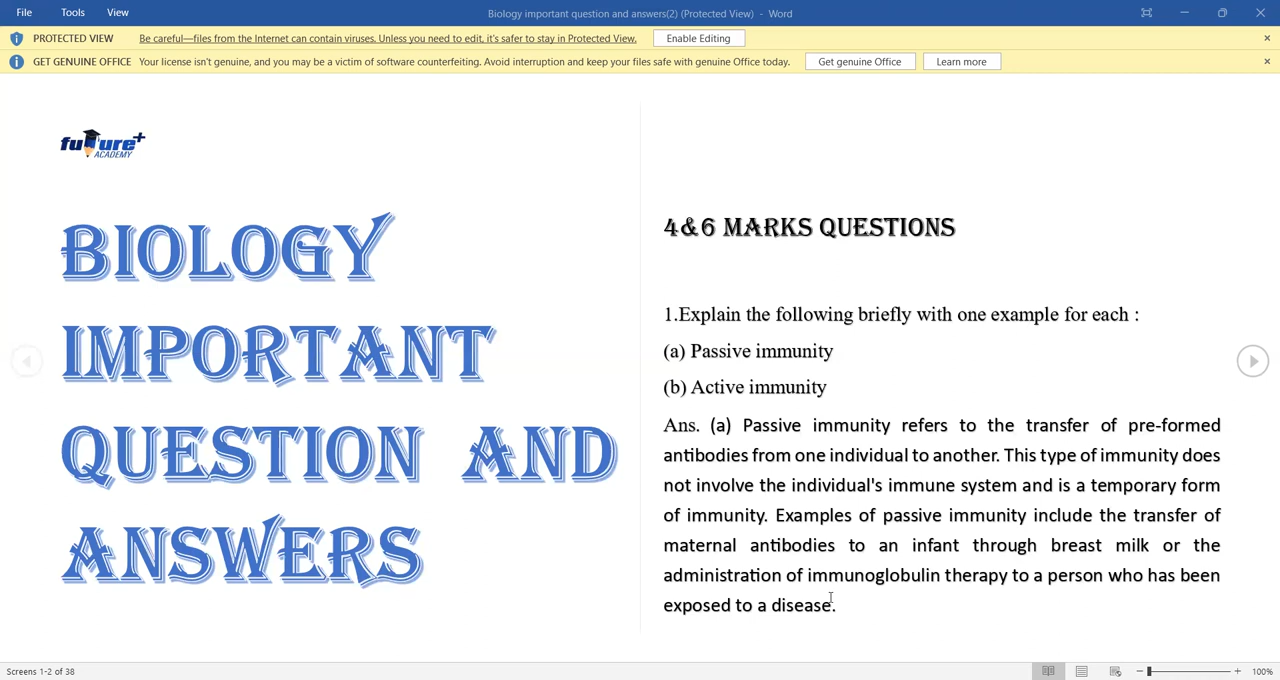 File Tools View
Biology important question and answers(2) (Protected View) - Word
PROTECTED VIEW Be careful—files from the Internet can contain viruses. Unless you need to edit, it's safer to stay in Protected View. Enable Editing
GET GENUINE OFFICE Your license isn't genuine, and you may be a victim of software counterfeiting. Avoid interruption and keep your files safe with genuine Office today. Get genuine Office Learn more
future+
ACADEMY
BIOLOGY
IMPORTANT
QUESTION AND
ANSWERS
4&6 MARKS QUESTIONS
1.Explain the following briefly with one example for each :
(a) Passive immunity
(b) Active immunity
Ans. (a) Passive immunity refers to the transfer of pre-formed
antibodies from one individual to another. This type of immunity does
not involve the individual's immune system and is a temporary form
of immunity. Examples of passive immunity include the transfer of
maternal antibodies to an infant through breast milk or the
administration of immunoglobulin therapy to a person who has been
exposed to a disease.
Screens 1-2 of 38
100%